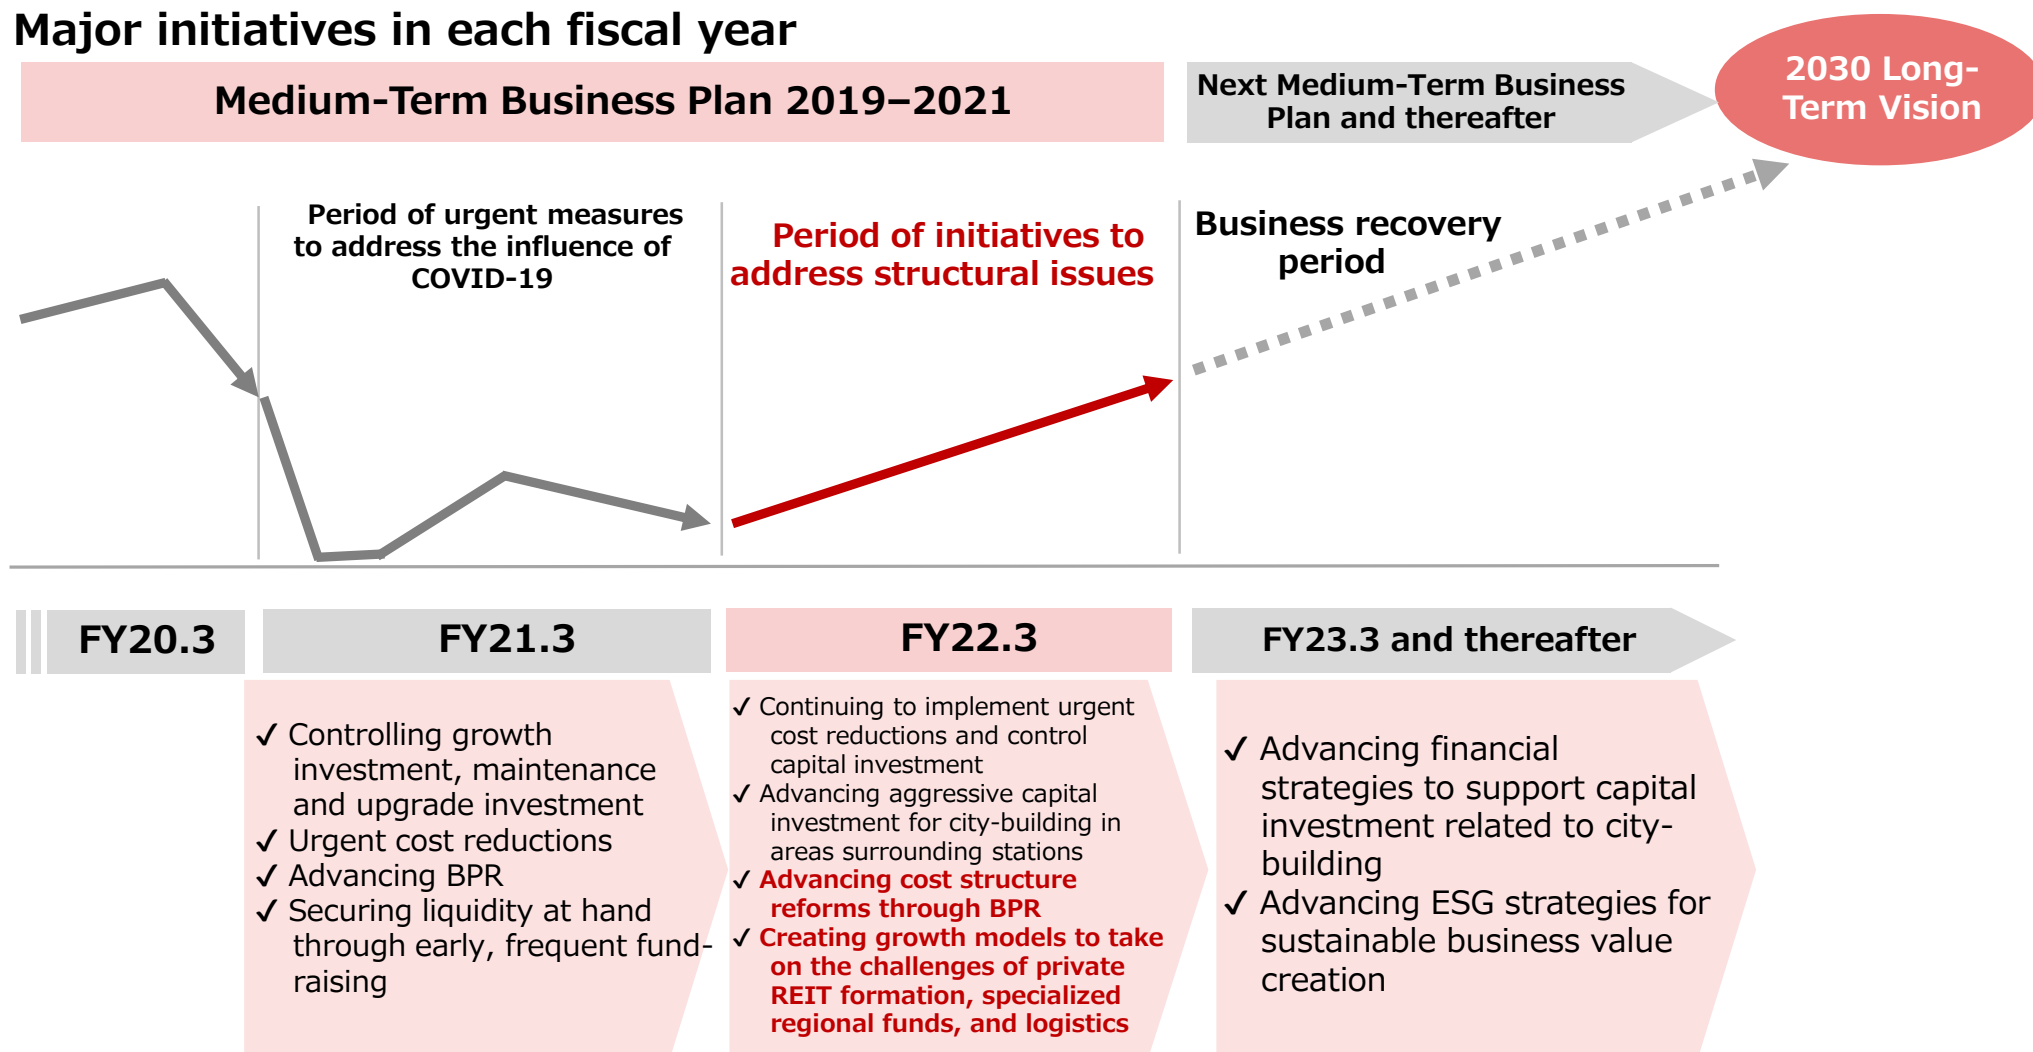 Major initiatives in each fiscal year
Medium-Term Business Plan 2019–2021
Next Medium-Term Business
Plan and thereafter
2030 Long-
Term Vision
Period of urgent measures
to address the influence of
COVID-19
Period of initiatives to
address structural issues
Business recovery
period
FY20.3
FY21.3
FY22.3
FY23.3 and thereafter
✓ Controlling growth
investment, maintenance
and upgrade investment
✓ Urgent cost reductions
✓ Advancing BPR
✓ Securing liquidity at hand
through early, frequent fund-
raising
✓ Continuing to implement urgent
cost reductions and control
capital investment
✓ Advancing aggressive capital
investment for city-building in
areas surrounding stations
✓ Advancing cost structure
reforms through BPR
✓ Creating growth models to take
on the challenges of private
REIT formation, specialized
regional funds, and logistics
✓ Advancing financial
strategies to support capital
investment related to city-
building
✓ Advancing ESG strategies for
sustainable business value
creation